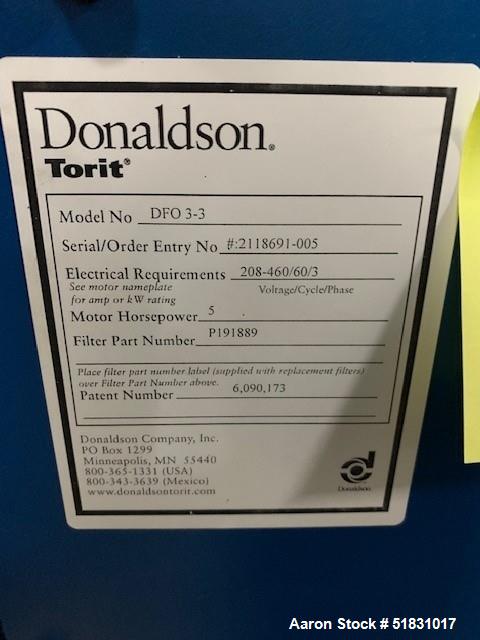 Donaldson.
Torit®
Model No DFO 3-3
Serial/Order Entry No #:2118691-005
Electrical Requirements 208-460/60/3
See motor nameplate Voltage/Cycle/Phase
for amp or kW rating
Motor Horsepower 5
Filter Part Number P191889
Place filter part number label (supplied with replacement filters)
over Filter Part Number above.
Patent Number 6,090,173
Donaldson Company, Inc.
PO Box 1299
Minneapolis, MN 55440
800-365-1331 (USA)
800-343-3639 (Mexico)
www.donaldsontorit.com
Donaldson.
Aaron Stock # 51831017